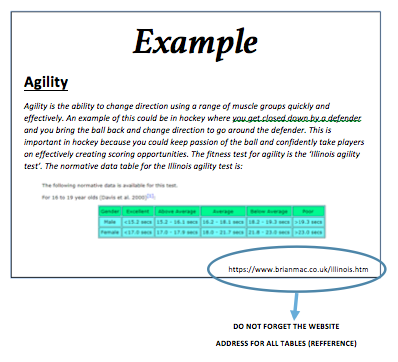 Example
Agility
Agility is the ability to change direction using a range of muscle groups quickly and
effectively. An example of this could be in hockey where you get closed down by a defender
and you bring the ball back and change direction to go around the defender. This is
important in hockey because you could keep passion of the ball and confidently take players
on effectively creating scoring opportunities. The fitness test for agility is the 'Illinois agility
test'. The normative data table for the Illinois agility test is:
The following normative data is available for this test.
For 16 to 19 year olds (Davis et al. 2000)
Gender Excellent Above Average Average Below Average Poor
Male <15.2 secs 15.2 - 16.1 secs 16.2 - 18.1 secs 18.2 - 19.3 secs >19.3 secs
Female <17.0 secs 17.0 - 17.9 secs 18.0 - 21.7 secs 21.8 - 23.0 secs >23.0 secs
https://www.brianmac.co.uk/illinois.htm
DO NOT FORGET THE WEBSITE
ADDRESS FOR ALL TABLES (REFFERENCE)